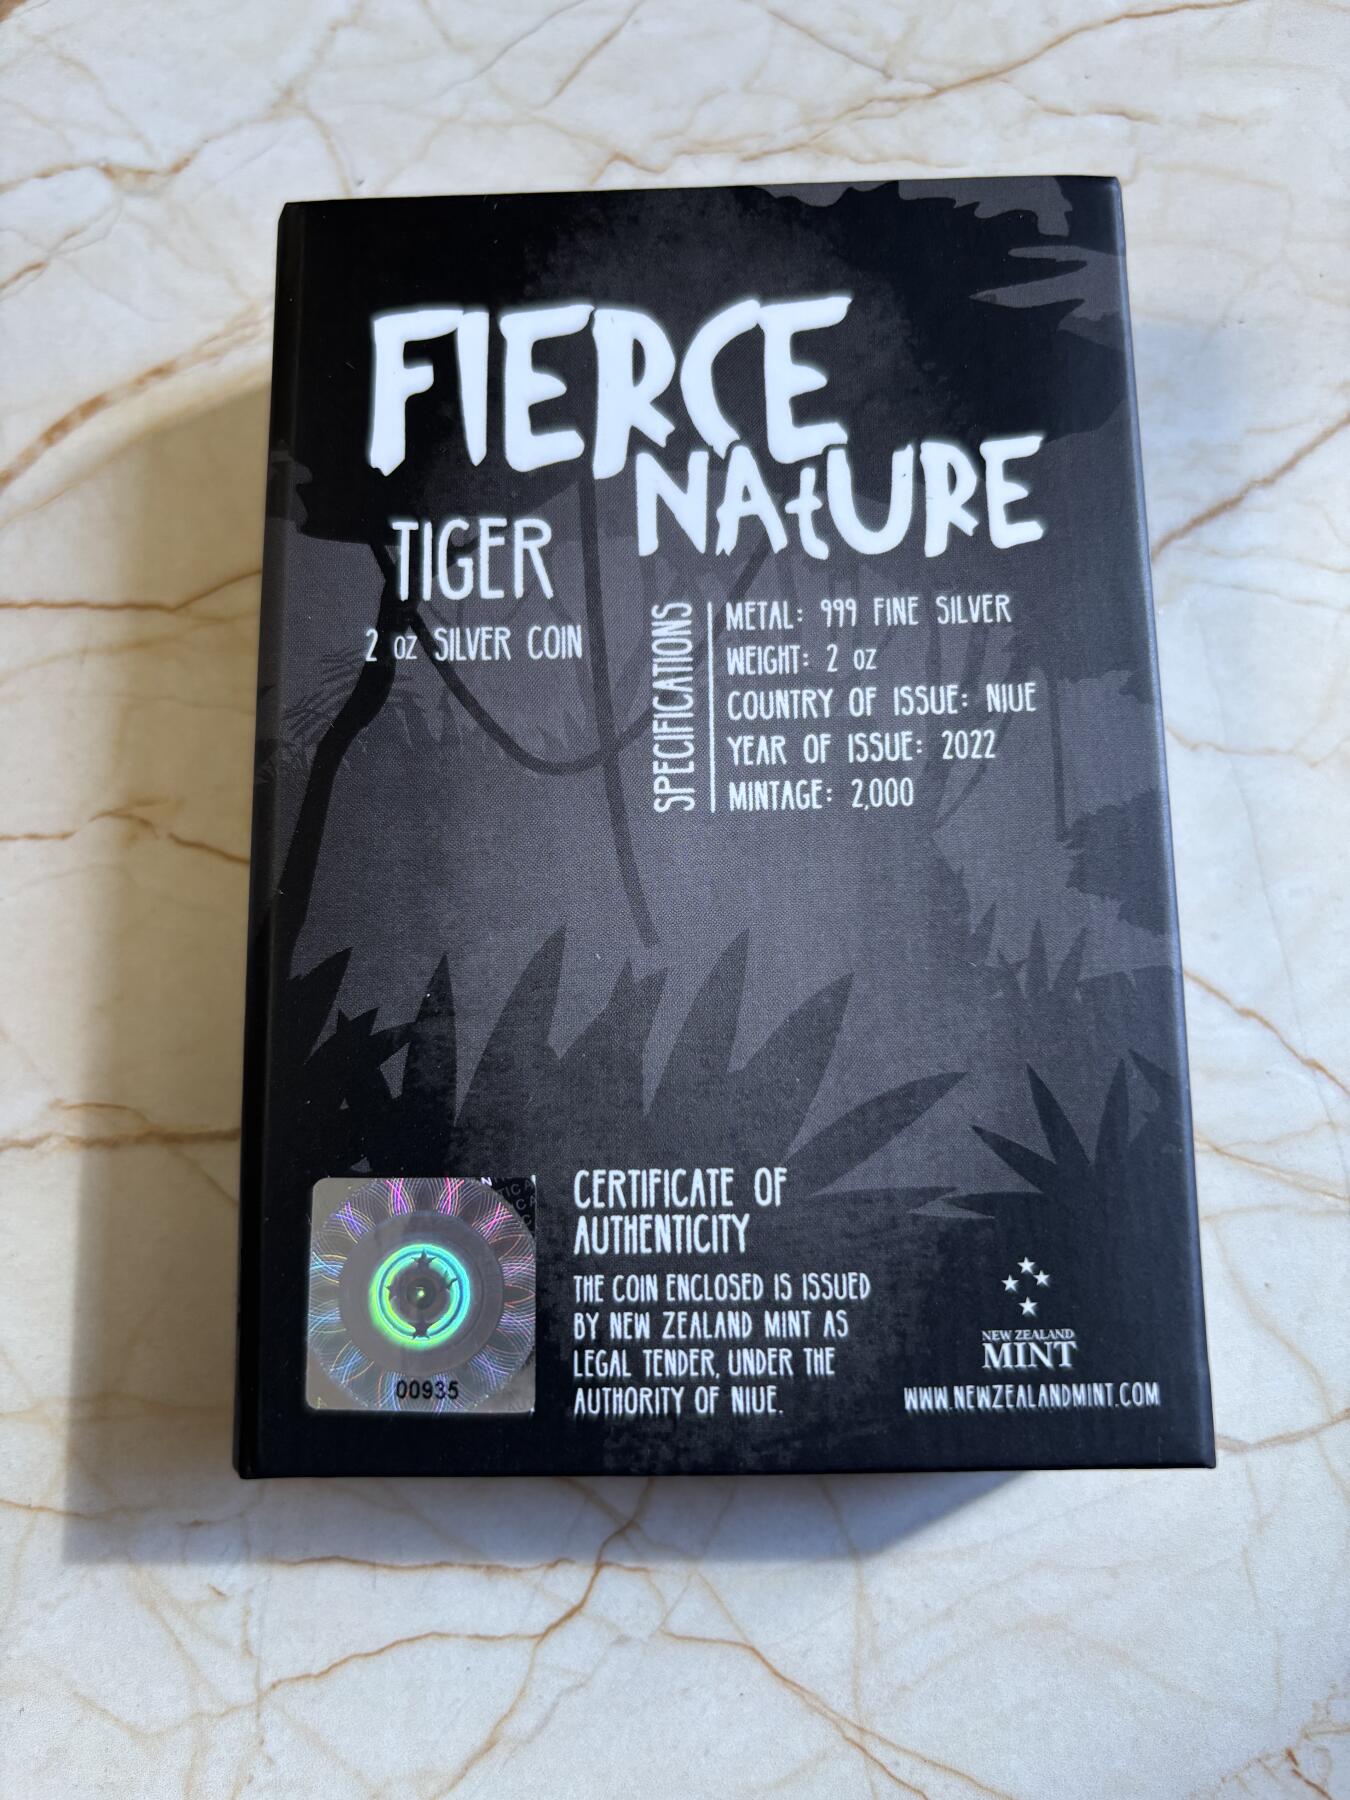 FIERCE
NAtURE
TIGER
2 oz SILVER COIN
SPECIFICATIONS
METAL: 999 FINE SILVER
WEIGHT: 2 oz
COUNTRY OF ISSUE: NIUE
YEAR OF ISSUE: 2022
MINTAGE: 2,000
CERTIFICATE OF
AUTHENTICITY
THE COIN ENCLOSED IS ISSUED
BY NEW ZEALAND MINT AS
LEGAL TENDER, UNDER THE
AUTHORITY OF NIUE.
00935
NEW ZEALAND
MINT
WWW.NEWZEALANDMINT.COM